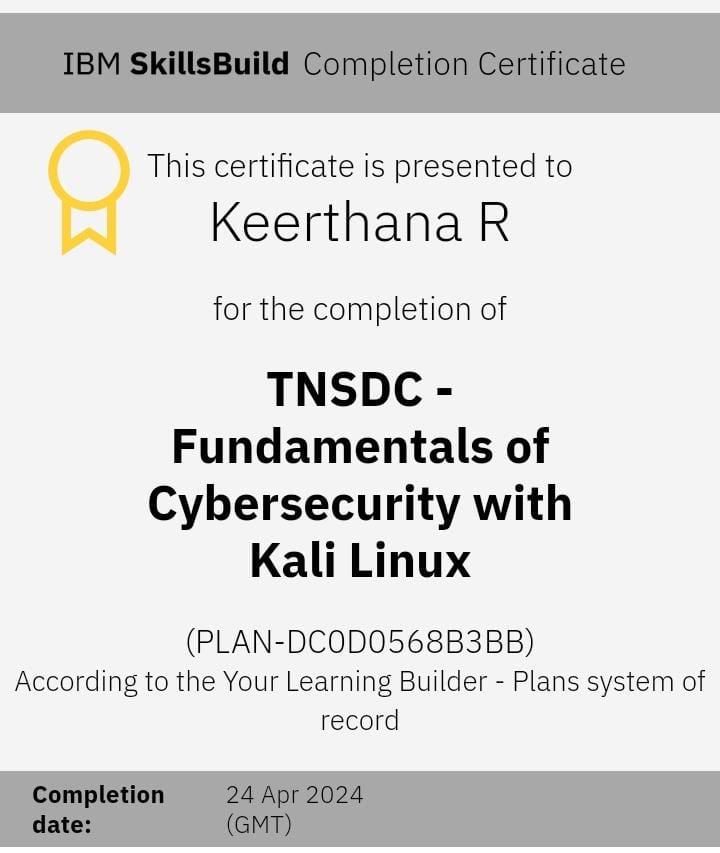 IBM SkillsBuild Completion Certificate
This certificate is presented to
Keerthana R
for the completion of
TNSDC -
Fundamentals of
Cybersecurity with
Kali Linux
(PLAN-DC0D0568B3BB)
According to the Your Learning Builder - Plans system of
record
Completion date: 24 Apr 2024 (GMT)